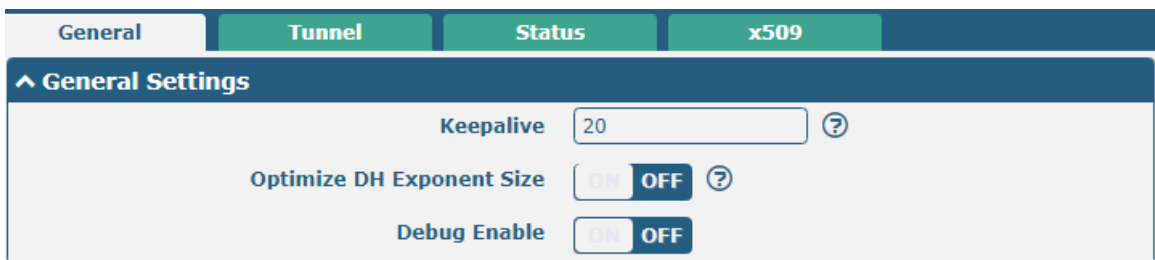 General Tunnel Status x509
General Settings
Keepalive 20 ?
Optimize DH Exponent Size ON OFF ?
Debug Enable ON OFF